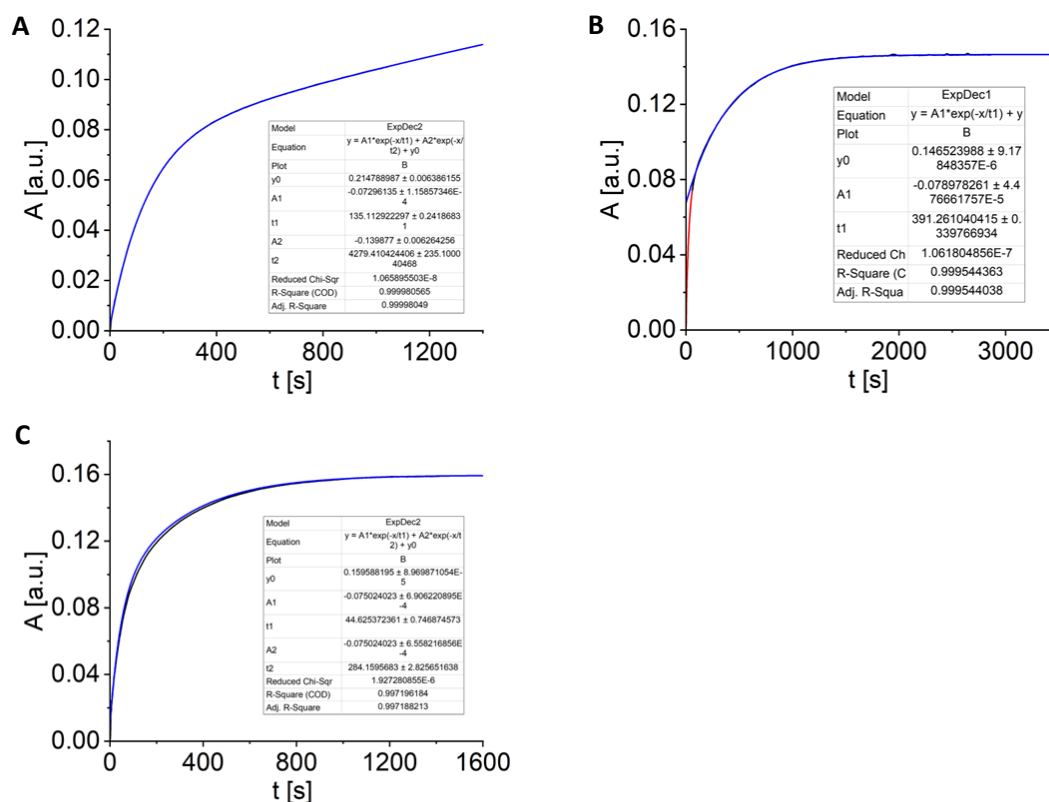 A
A [a.u.]
0.12
0.10
0.08
0.06
0.04
0.02
0.00
0 400 800 1200
t [s]
Model ExpDec2
Equation y = A1*exp(-x/t1) + A2*exp(-x/
t2) + y0
Plot B
y0 0.214788987 ± 0.006386155
A1 -0.07296135 ± 1.15857346E-
4
t1 135.112922297 ± 0.2418683
1
A2 -0.139877 ± 0.006264256
t2 4279.410424406 ± 235.1000
40468
Reduced Chi-Sqr 1.065895503E-8
R-Square (COD) 0.999980565
Adj. R-Square 0.99998049
B
A [a.u.]
0.16
0.12
0.08
0.04
0.00
0 1000 2000 3000
t [s]
Model ExpDec1
Equation y = A1*exp(-x/t1) + y
Plot B
y0 0.146523988 ± 9.17
848357E-6
A1 -0.078978261 ± 4.4
76661757E-5
t1 391.261040415 ± 0.
339766934
Reduced Ch 1.061804856E-7
R-Square (C 0.999544363
Adj. R-Squa 0.999544038
C
A [a.u.]
0.16
0.12
0.08
0.04
0.00
0 400 800 1200 1600
t [s]
Model ExpDec2
Equation y = A1*exp(-x/t1) + A2*exp(-x/t
2) + y0
Plot B
y0 0.159588195 ± 8.969871054E-
5
A1 -0.075024023 ± 6.906220895E
-4
t1 44.625372361 ± 0.746874573
A2 -0.075024023 ± 6.558216856E
-4
t2 284.1595683 ± 2.825651638
Reduced Chi-Sqr 1.927280855E-6
R-Square (COD) 0.997196184
Adj. R-Square 0.997188213